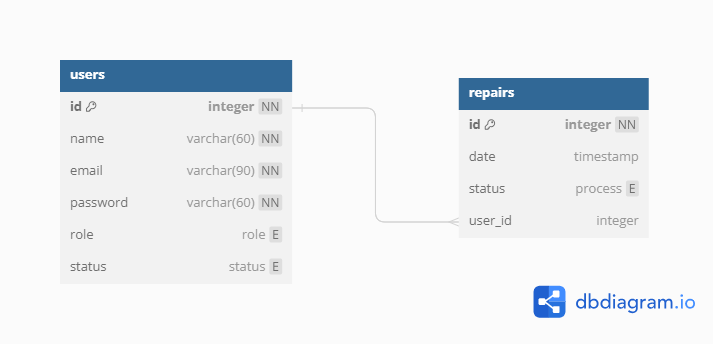 users
id integer NN
name varchar(60) NN
email varchar(90) NN
password varchar(60) NN
role role E
status status E
repairs
id integer NN
date timestamp
status process E
user_id integer
dbdiagram.io